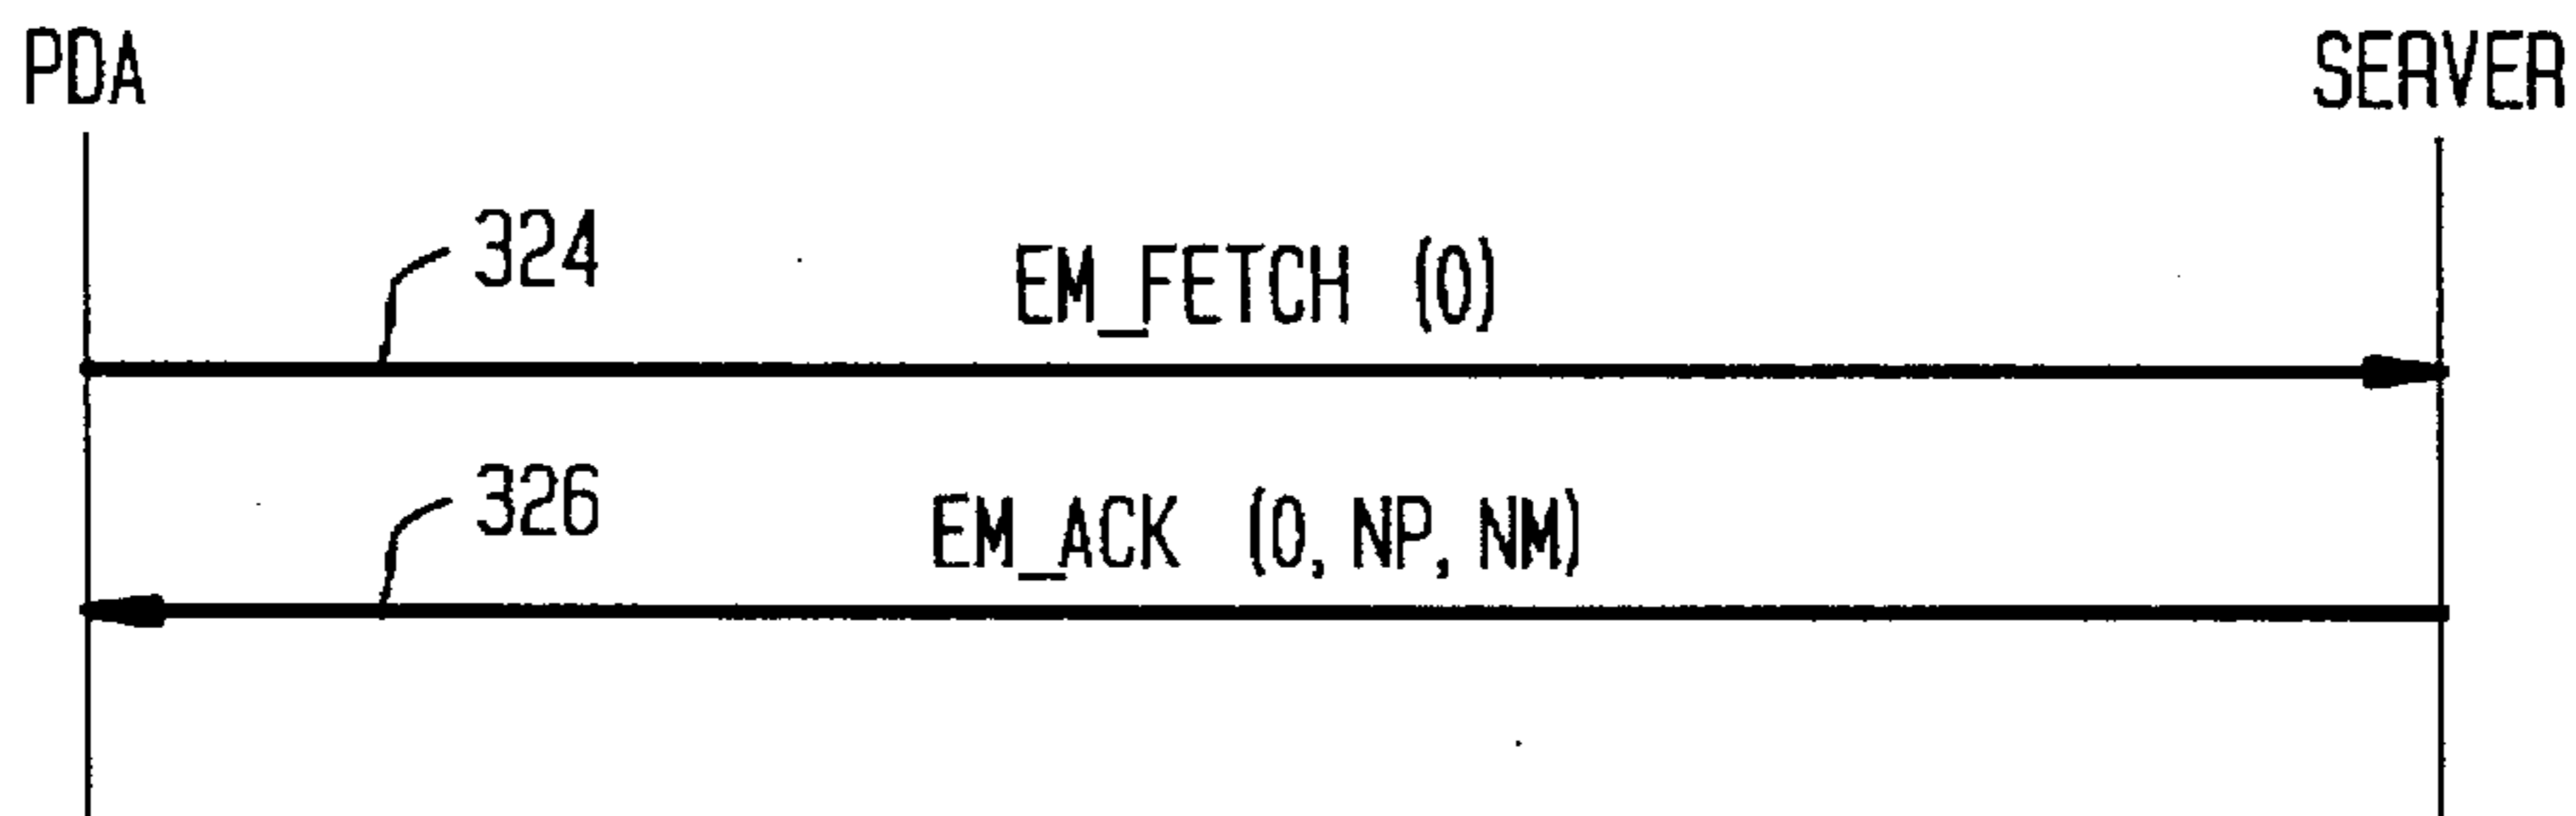 PDA SERVER
324
EM_FETCH (0)
326
EM_ACK (0, NP, NM)